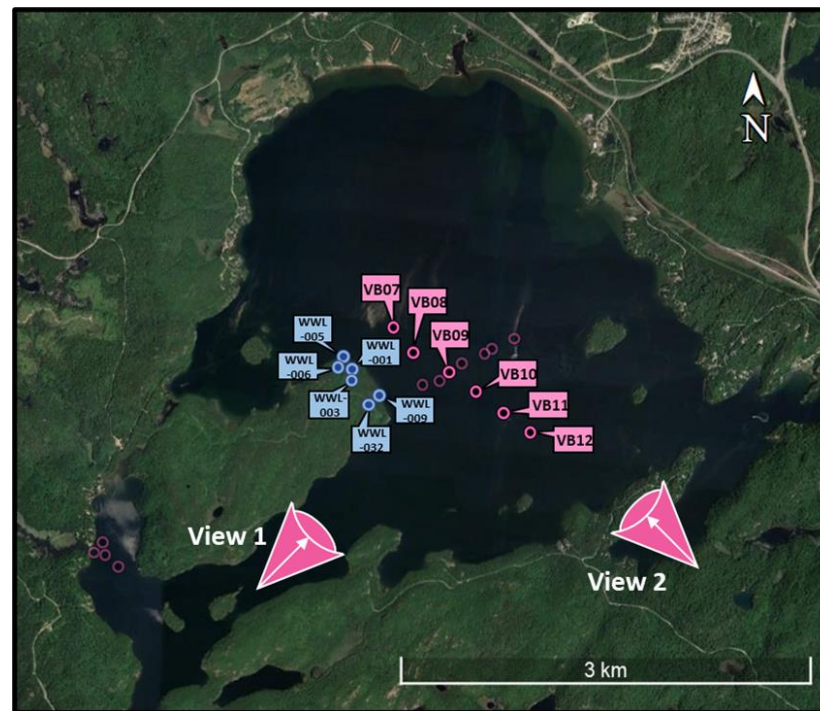 N
VB07
VB08
VB09
WWL
-005
WWL
-001
WWL
-006
WWL-
003
WWL
-009
WWL
-032
VB10
VB11
VB12
View 1
View 2
3 km